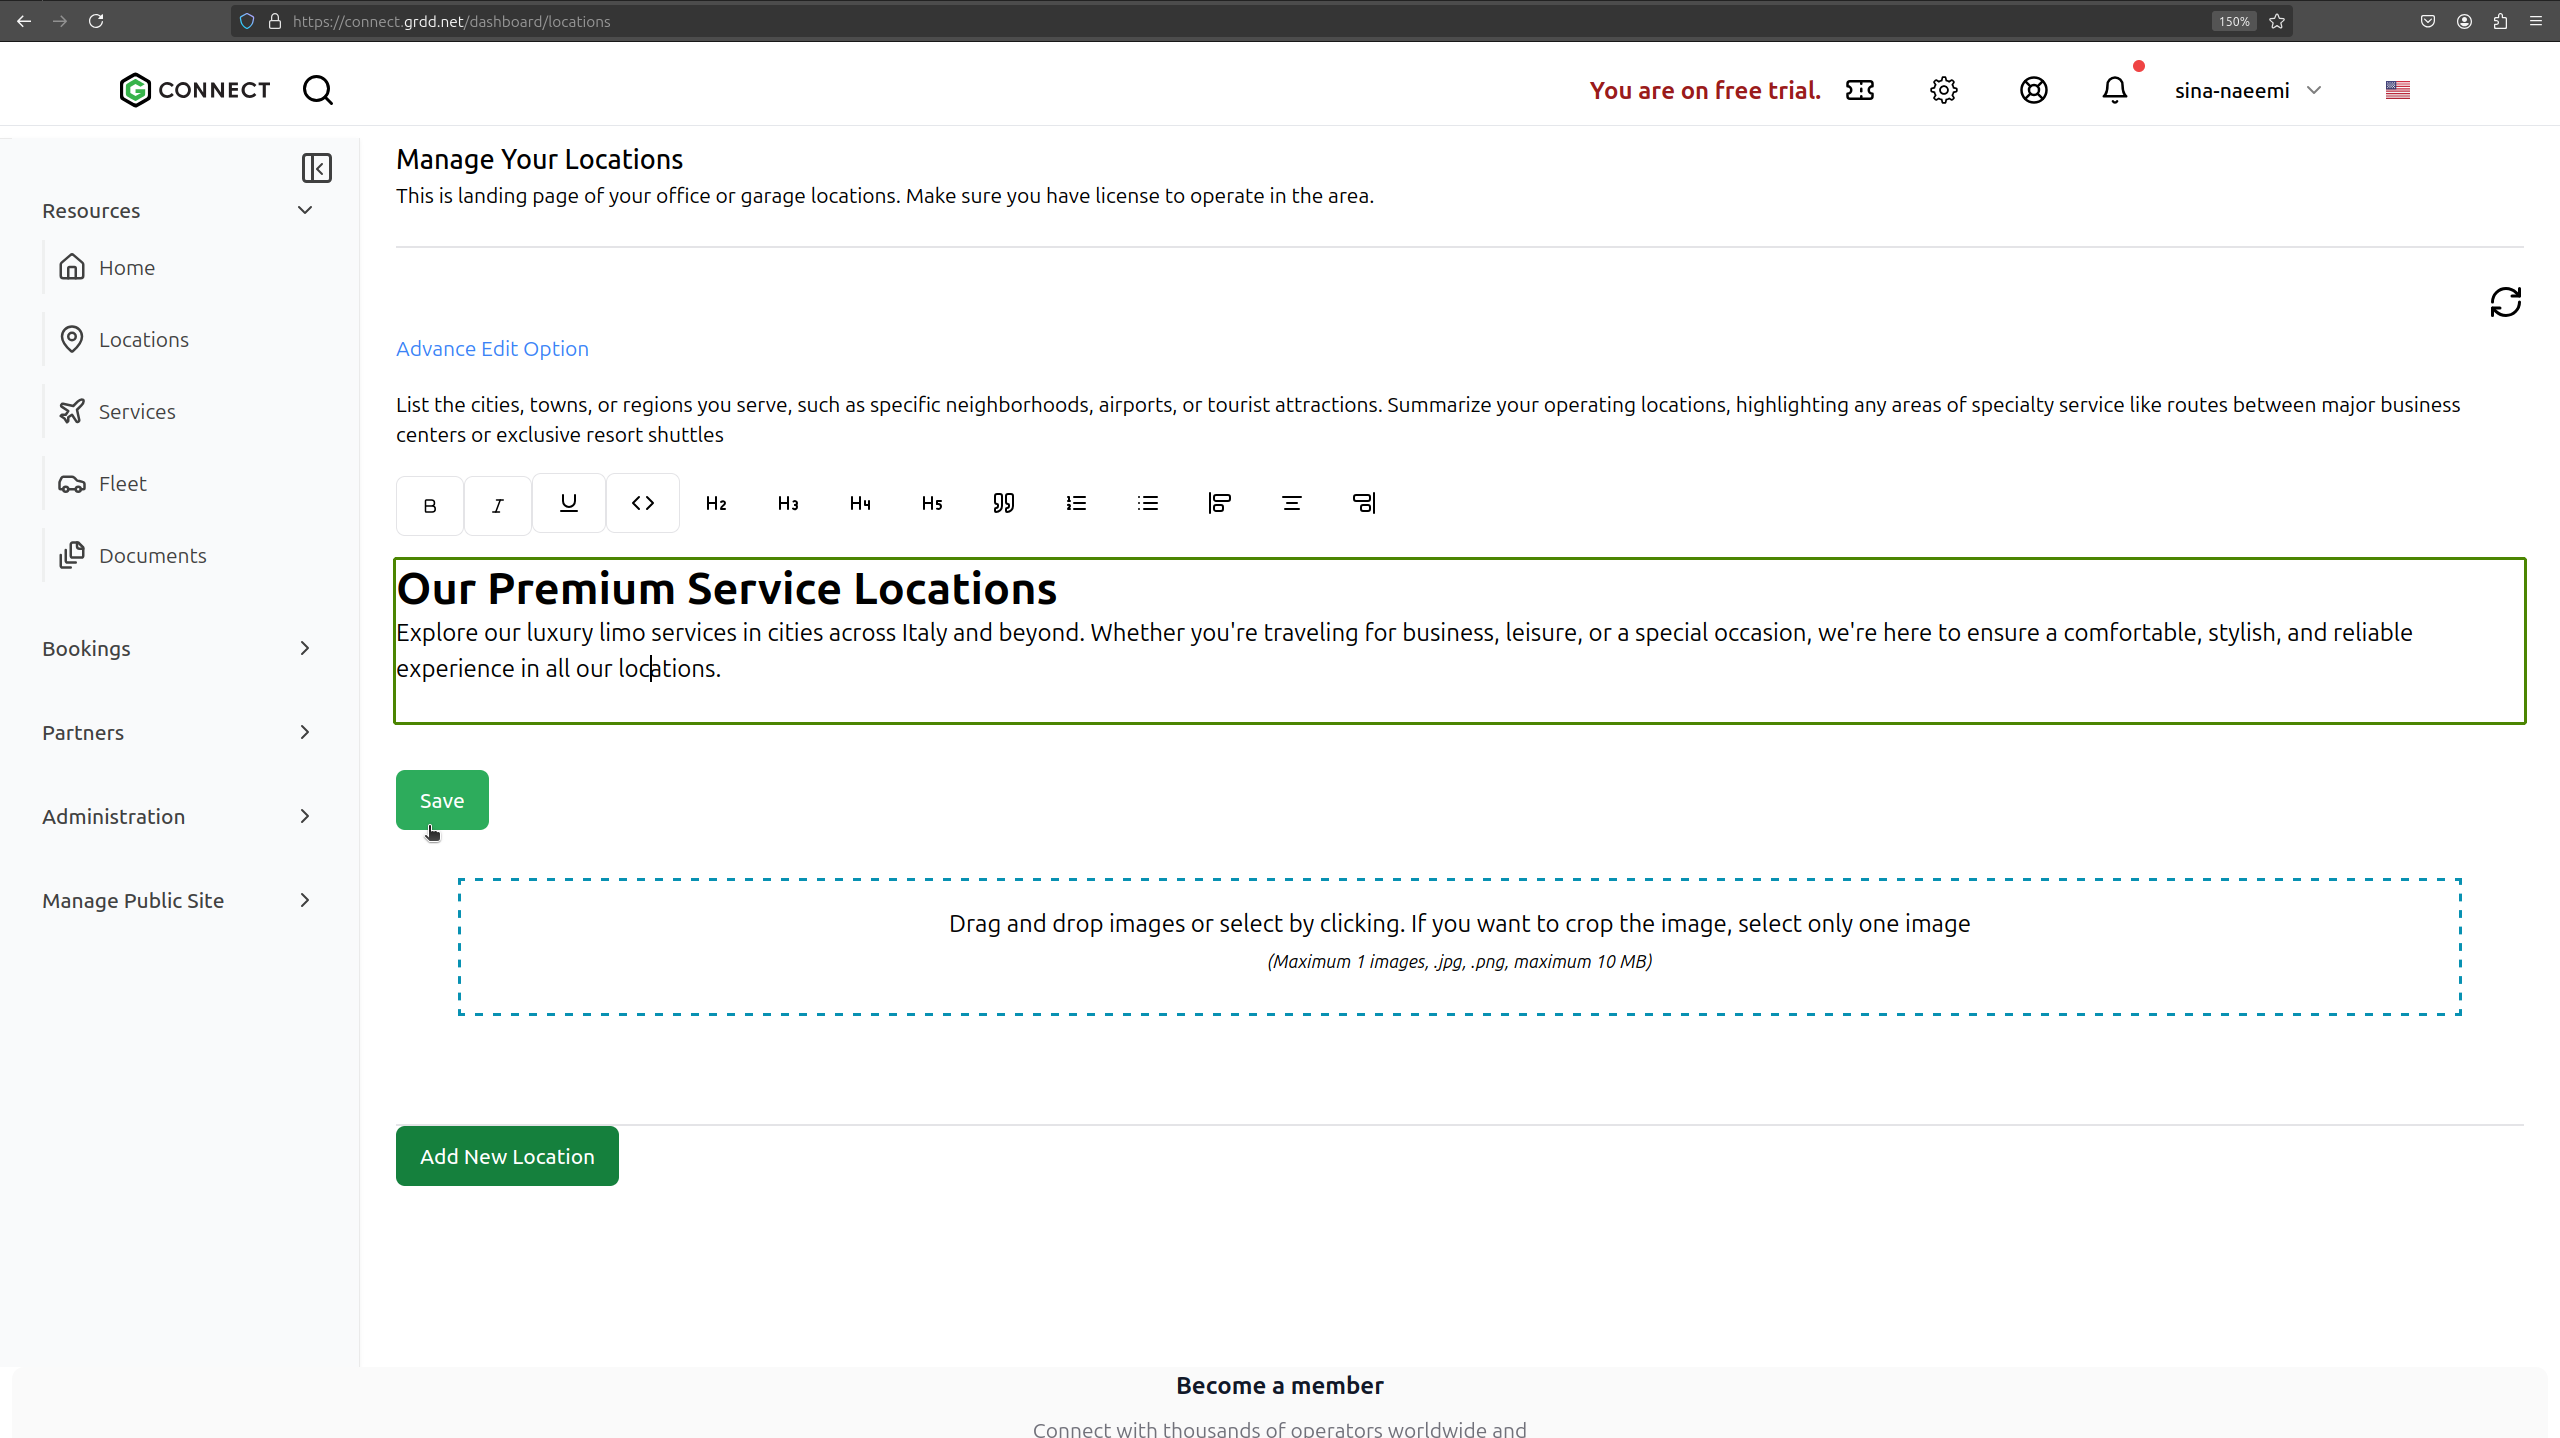 https://connect.grdd.net/dashboard/locations
150%
CONNECT
You are on free trial.
sina-naeemi
Resources
Home
Locations
Services
Fleet
Documents
Bookings
Partners
Administration
Manage Public Site
Manage Your Locations
This is landing page of your office or garage locations. Make sure you have license to operate in the area.
Advance Edit Option
List the cities, towns, or regions you serve, such as specific neighborhoods, airports, or tourist attractions. Summarize your operating locations, highlighting any areas of specialty service like routes between major business
centers or exclusive resort shuttles
B I U <> H2 H3 H4 H5
Our Premium Service Locations
Explore our luxury limo services in cities across Italy and beyond. Whether you're traveling for business, leisure, or a special occasion, we're here to ensure a comfortable, stylish, and reliable
experience in all our locations.
Save
Drag and drop images or select by clicking. If you want to crop the image, select only one image
(Maximum 1 images, .jpg, .png, maximum 10 MB)
Add New Location
Become a member
Connect with thousands of operators worldwide and